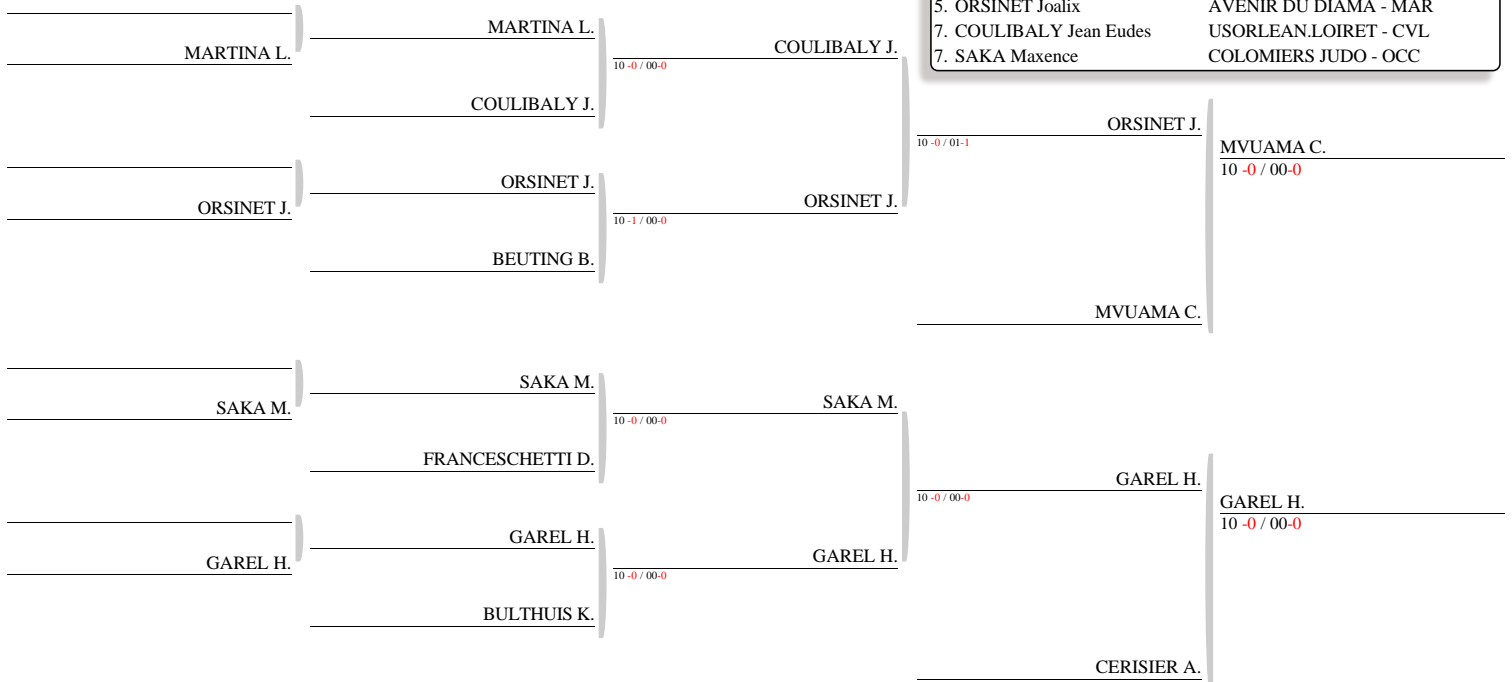 5. ORSINET Joalix AVENIR DU DIAMA - MAR
7. COULIBALY Jean Eudes USORLEAN.LOIRET - CVL
7. SAKA Maxence COLOMIERS JUDO - OCC
MARTINA L.
MARTINA L.
COULIBALY J.
10 -0 / 00-0
COULIBALY J.
ORSINET J.
10 -0 / 01-1
MVUAMA C.
10 -0 / 00-0
ORSINET J.
ORSINET J.
ORSINET J.
10 -1 / 00-0
BEUTING B.
MVUAMA C.
SAKA M.
SAKA M.
SAKA M.
10 -0 / 00-0
FRANCESCHETTI D.
GAREL H.
10 -0 / 00-0
GAREL H.
10 -0 / 00-0
GAREL H.
GAREL H.
GAREL H.
10 -0 / 00-0
BULTHUIS K.
CERISIER A.